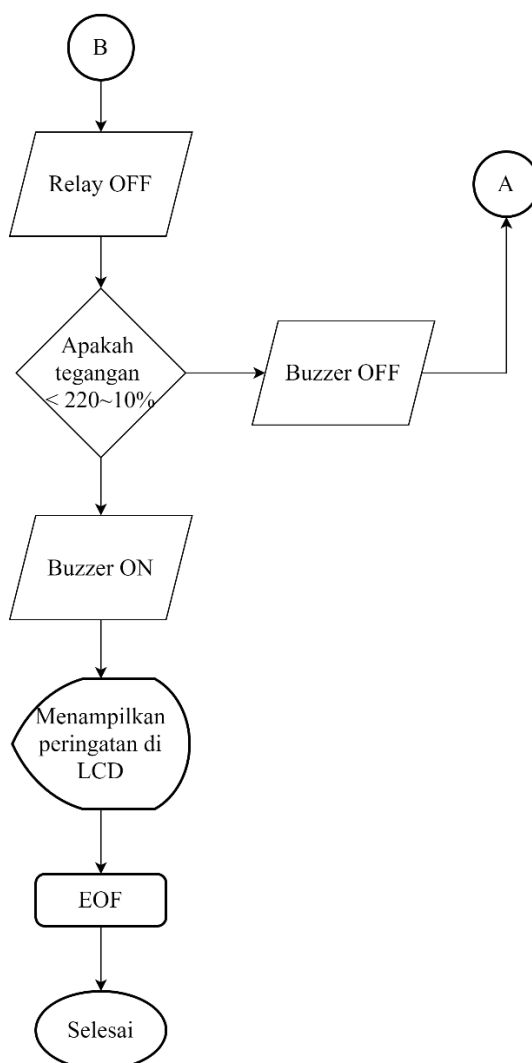 B
Relay OFF
A
Apakah
tegangan
< 220~10%
Buzzer OFF
Buzzer ON
Menampilkan
peringatan di
LCD
EOF
Selesai